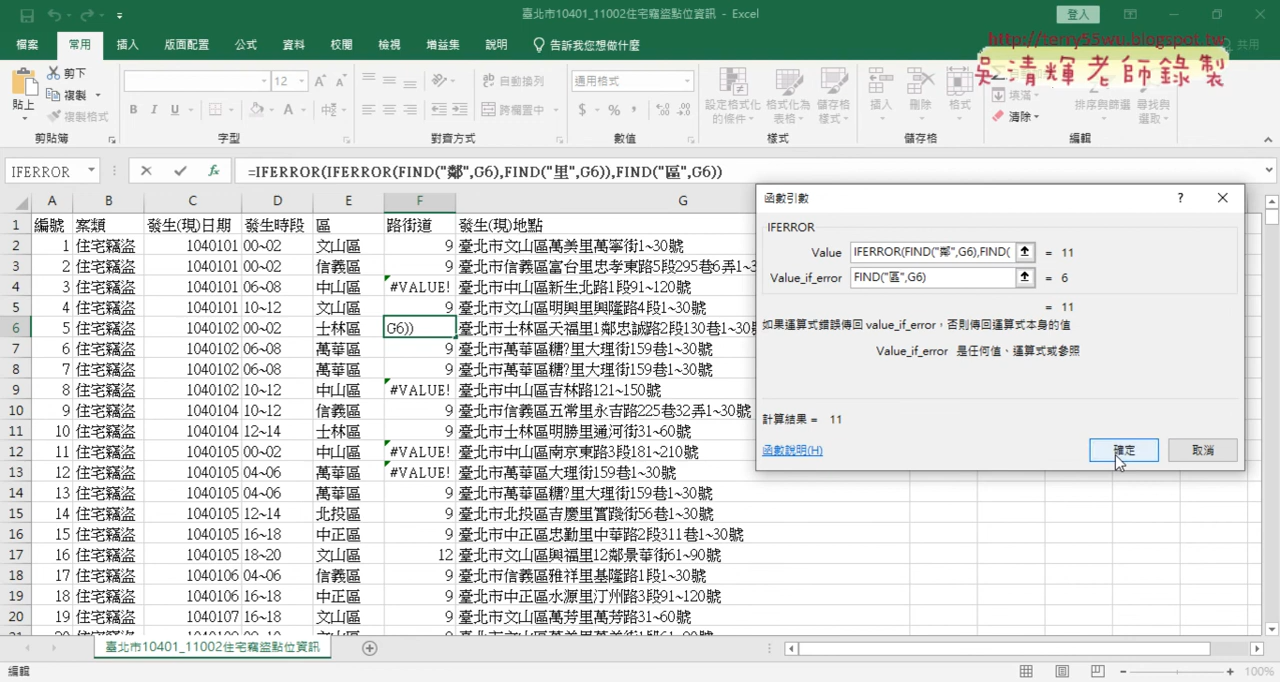 臺北市10401_11002住宅竊盜點位資訊 - Excel
登入
檔案 常用 插入 版面配置 公式 資料 校閱 檢視 增益集 說明 告訴我您想做什麼 共用
http://terry55wu.blogspot.tw
吳清輝老師錄製
貼上
剪下
複製
複製格式
剪貼簿
12
B I U
字型
自動換列
跨欄置中
對齊方式
通用格式
$ % ,
數值
設定格式化的條件
格式化為表格
儲存格樣式
樣式
插入 刪除 格式
儲存格
填滿
清除
排序與篩選
尋找與選取
編輯
IFERROR
=IFERROR(IFERROR(FIND("鄰",G6),FIND("里",G6)),FIND("區",G6))
A B C D E F G
1 編號 案類 發生(現)日期 發生時段 區 路街道 發生(現)地點
2 1 住宅竊盜 1040101 00~02 文山區 9 臺北市文山區萬美里萬寧街1~30號
3 2 住宅竊盜 1040101 00~02 信義區 9 臺北市信義區富台里忠孝東路5段295巷6弄1~3
4 3 住宅竊盜 1040101 06~08 中山區 #VALUE! 臺北市中山區新生北路1段91~120號
5 4 住宅竊盜 1040101 10~12 文山區 9 臺北市文山區明興里興隆路4段1~30號
6 5 住宅竊盜 1040102 00~02 士林區 G6)) 臺北市士林區天福里1鄰忠誠路2段130巷1~30
7 6 住宅竊盜 1040102 06~08 萬華區 9 臺北市萬華區糖?里大理街159巷1~30號
8 7 住宅竊盜 1040102 06~08 萬華區 9 臺北市萬華區糖?里大理街159巷1~30號
9 8 住宅竊盜 1040102 10~12 中山區 #VALUE! 臺北市中山區吉林路121~150號
10 9 住宅竊盜 1040104 10~12 信義區 9 臺北市信義區五常里永吉路225巷32弄1~30號
11 10 住宅竊盜 1040104 12~14 士林區 9 臺北市士林區明勝里通河街31~60號
12 11 住宅竊盜 1040105 00~02 中山區 #VALUE! 臺北市中山區南京東路3段181~210號
13 12 住宅竊盜 1040105 04~06 萬華區 #VALUE! 臺北市萬華區大理街159巷1~30號
14 13 住宅竊盜 1040105 04~06 萬華區 9 臺北市萬華區糖?里大理街159巷1~30號
15 14 住宅竊盜 1040105 12~14 北投區 9 臺北市北投區吉慶里實踐街56巷1~30號
16 15 住宅竊盜 1040105 16~18 中正區 9 臺北市中正區忠勤里中華路2段311巷1~30號
17 16 住宅竊盜 1040105 18~20 文山區 12 臺北市文山區興福里12鄰景華街61~90號
18 17 住宅竊盜 1040106 04~06 信義區 9 臺北市信義區雅祥里基隆路1段1~30號
19 18 住宅竊盜 1040106 16~18 中正區 9 臺北市中正區水源里汀州路3段91~120號
20 19 住宅竊盜 1040107 16~18 文山區 9 臺北市文山區萬芳里萬芳路31~60號
函數引數 ?
IFERROR
Value IFERROR(FIND("鄰",G6),FIND( = 11
Value_if_error FIND("區",G6) = 6
= 11
如果運算式錯誤傳回 value_if_error，否則傳回運算式本身的值
Value_if_error 是任何值、運算式或參照
計算結果 = 11
函數說明(H)
確定
取消
臺北市10401_11002住宅竊盜點位資訊
編輯
100%